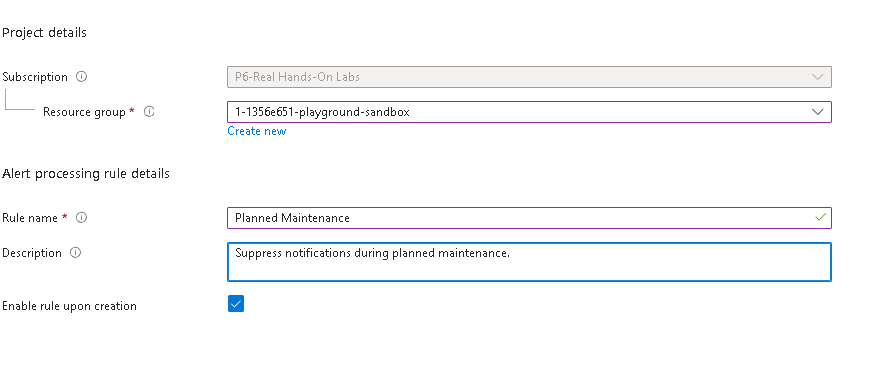 Project details
Subscription
P6-Real Hands-On Labs
Resource group *
1-1356e651-playground-sandbox
Create new
Alert processing rule details
Rule name *
Planned Maintenance
Description
Suppress notifications during planned maintenance.
Enable rule upon creation